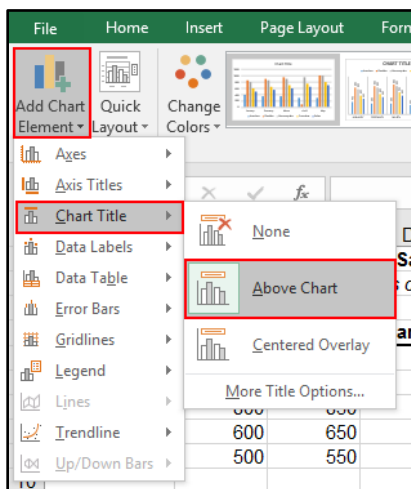 File Home Insert Page Layout Form
Add Chart Element Quick Layout Change Colors
Axes
Axis Titles
Chart Title
Data Labels
Data Table
Error Bars
Gridlines
Legend
Lines
Trendline
Up/Down Bars
fx
None
Above Chart
Centered Overlay
More Title Options...
600 650
500 550